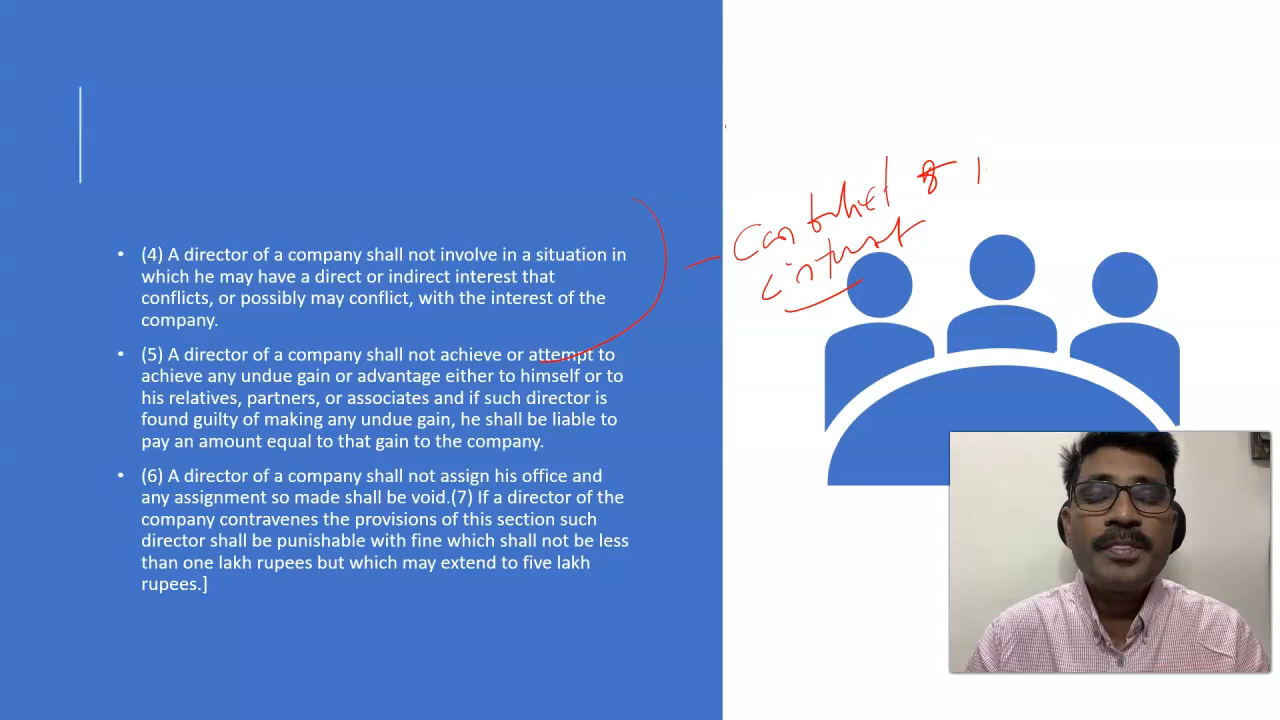 • (4) A director of a company shall not involve in a situation in
which he may have a direct or indirect interest that
conflicts, or possibly may conflict, with the interest of the
company.
• (5) A director of a company shall not achieve or attempt to
achieve any undue gain or advantage either to himself or to
his relatives, partners, or associates and if such director is
found guilty of making any undue gain, he shall be liable to
pay an amount equal to that gain to the company.
• (6) A director of a company shall not assign his office and
any assignment so made shall be void.(7) If a director of the
company contravenes the provisions of this section such
director shall be punishable with fine which shall not be less
than one lakh rupees but which may extend to five lakh
rupees.]